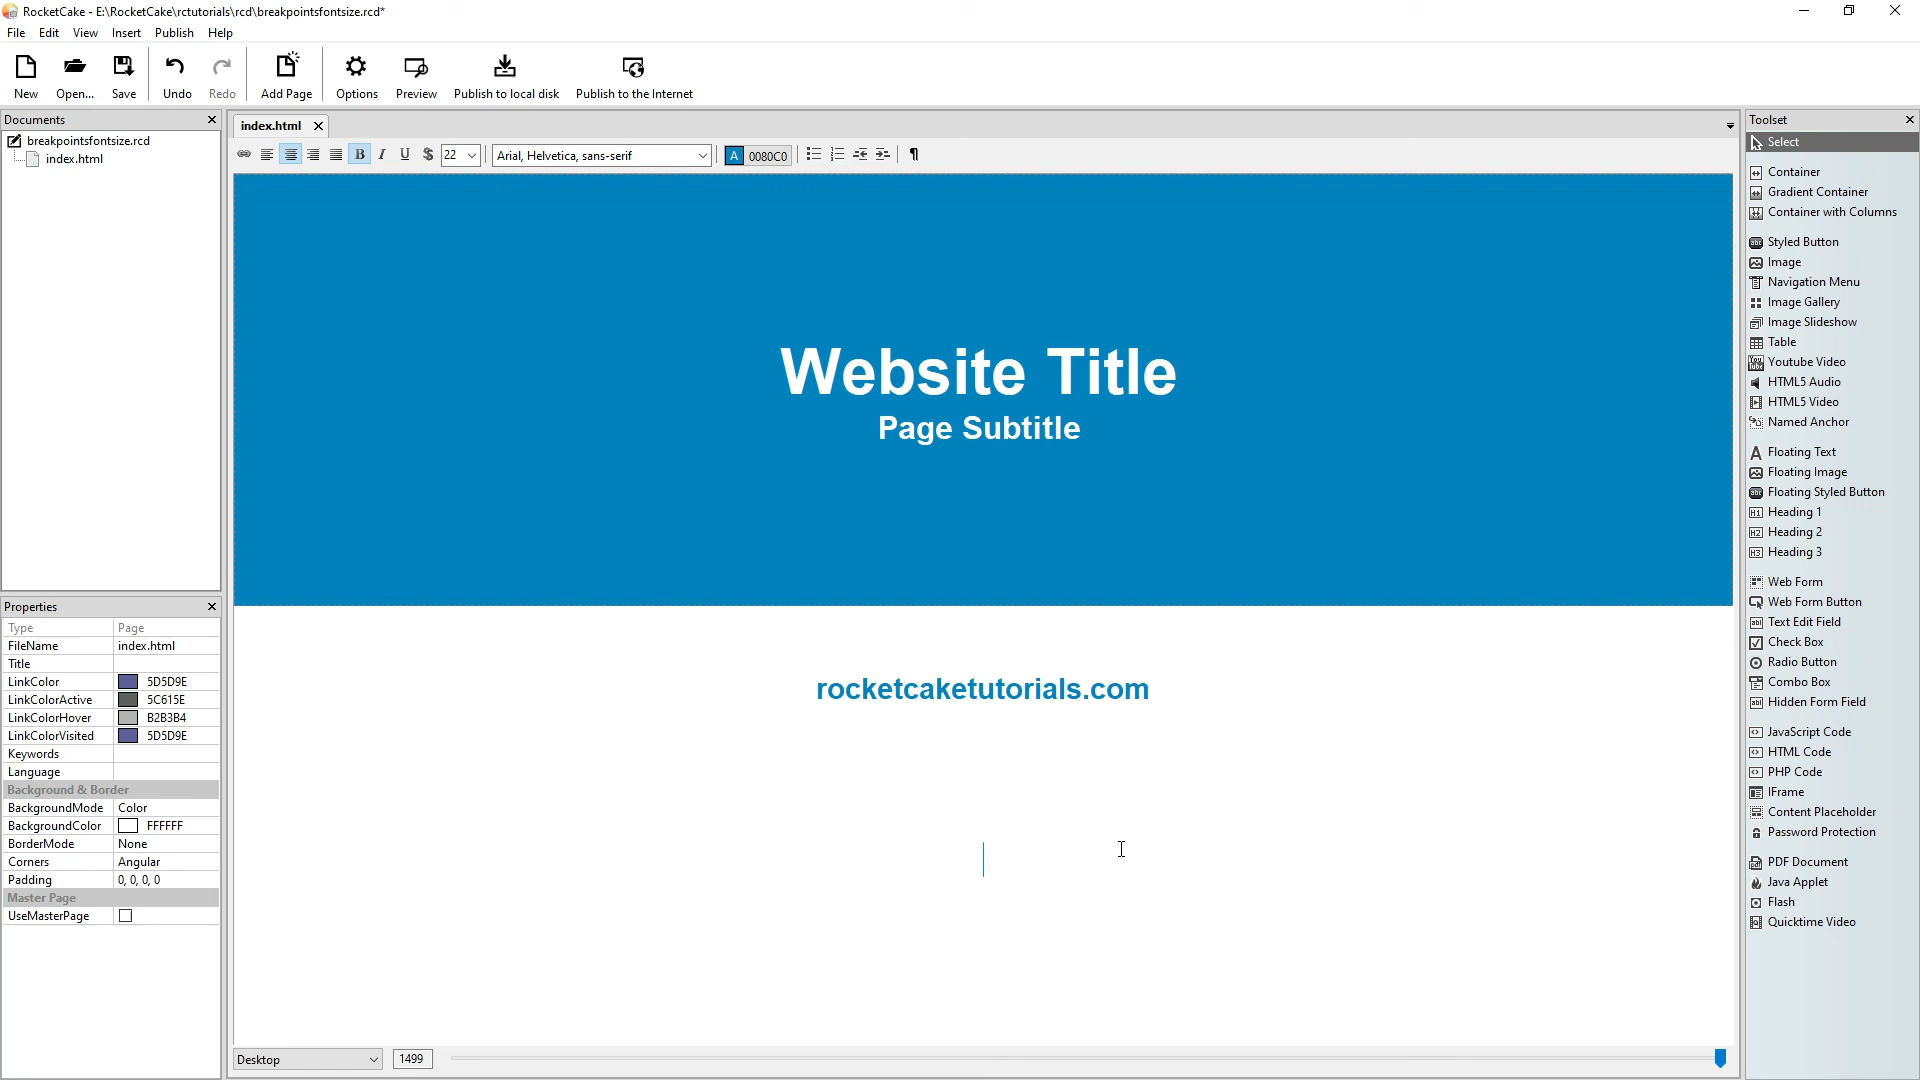 RocketCake - E:\RocketCake\rctutorials\rcd\breakpointsfontsize.rcd*
File Edit View Insert Publish Help
New Open... Save Undo Redo Add Page Options Preview Publish to local disk Publish to the Internet
Documents
breakpointsfontsize.rcd
index.html
Properties
Type Page
FileName index.html
Title
LinkColor 5D5D9E
LinkColorActive 5C615E
LinkColorHover B2B3B4
LinkColorVisited 5D5D9E
Keywords
Language
Background & Border
BackgroundMode Color
BackgroundColor FFFFFF
BorderMode None
Corners Angular
Padding 0, 0, 0, 0
Master Page
UseMasterPage
index.html
B I U $ 22 Arial, Helvetica, sans-serif A 0080C0 ¶
Website Title
Page Subtitle
rocketcaketutorials.com
Desktop 1499
Toolset
Select
Container
Gradient Container
Container with Columns
Styled Button
Image
Navigation Menu
Image Gallery
Image Slideshow
Table
Youtube Video
HTML5 Audio
HTML5 Video
Named Anchor
Floating Text
Floating Image
Floating Styled Button
Heading 1
Heading 2
Heading 3
Web Form
Web Form Button
Text Edit Field
Check Box
Radio Button
Combo Box
Hidden Form Field
JavaScript Code
HTML Code
PHP Code
IFrame
Content Placeholder
Password Protection
PDF Document
Java Applet
Flash
Quicktime Video